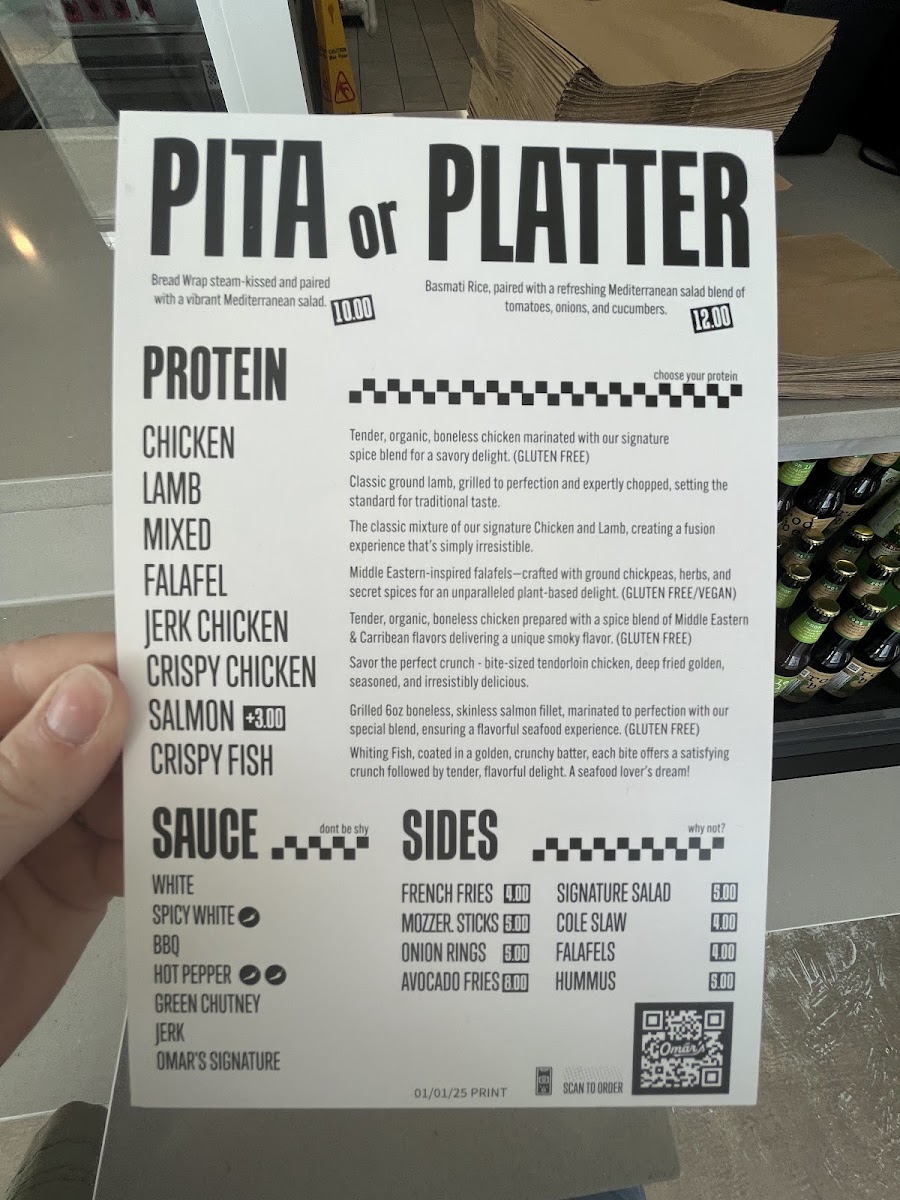 PITA or PLATTER
Bread Wrap steam-kissed and paired
with a vibrant Mediterranean salad. 10.00
Basmati Rice, paired with a refreshing Mediterranean salad blend of
tomatoes, onions, and cucumbers. 12.00
PROTEIN
choose your protein
CHICKEN
Tender, organic, boneless chicken marinated with our signature
spice blend for a savory delight. (GLUTEN FREE)
LAMB
Classic ground lamb, grilled to perfection and expertly chopped, setting the
standard for traditional taste.
MIXED
The classic mixture of our signature Chicken and Lamb, creating a fusion
experience that's simply irresistible.
FALAFEL
Middle Eastern-inspired falafels—crafted with ground chickpeas, herbs, and
secret spices for an unparalleled plant-based delight. (GLUTEN FREE/VEGAN)
JERK CHICKEN
Tender, organic, boneless chicken prepared with a spice blend of Middle Eastern
& Carribean flavors delivering a unique smoky flavor. (GLUTEN FREE)
CRISPY CHICKEN
Savor the perfect crunch - bite-sized tendorloin chicken, deep fried golden,
seasoned, and irresistibly delicious.
SALMON +3.00
Grilled 6oz boneless, skinless salmon fillet, marinated to perfection with our
special blend, ensuring a flavorful seafood experience. (GLUTEN FREE)
CRISPY FISH
Whiting Fish, coated in a golden, crunchy batter, each bite offers a satisfying
crunch followed by tender, flavorful delight. A seafood lover's dream!
SAUCE
dont be shy
WHITE
SPICY WHITE
BBQ
HOT PEPPER
GREEN CHUTNEY
JERK
OMAR'S SIGNATURE
SIDES
why not?
FRENCH FRIES 4.00
MOZZER. STICKS 5.00
ONION RINGS 5.00
AVOCADO FRIES 8.00
SIGNATURE SALAD 5.00
COLE SLAW 4.00
FALAFELS 4.00
HUMMUS 5.00
Omar's
01/01/25 PRINT
SCAN TO ORDER
CAUTION